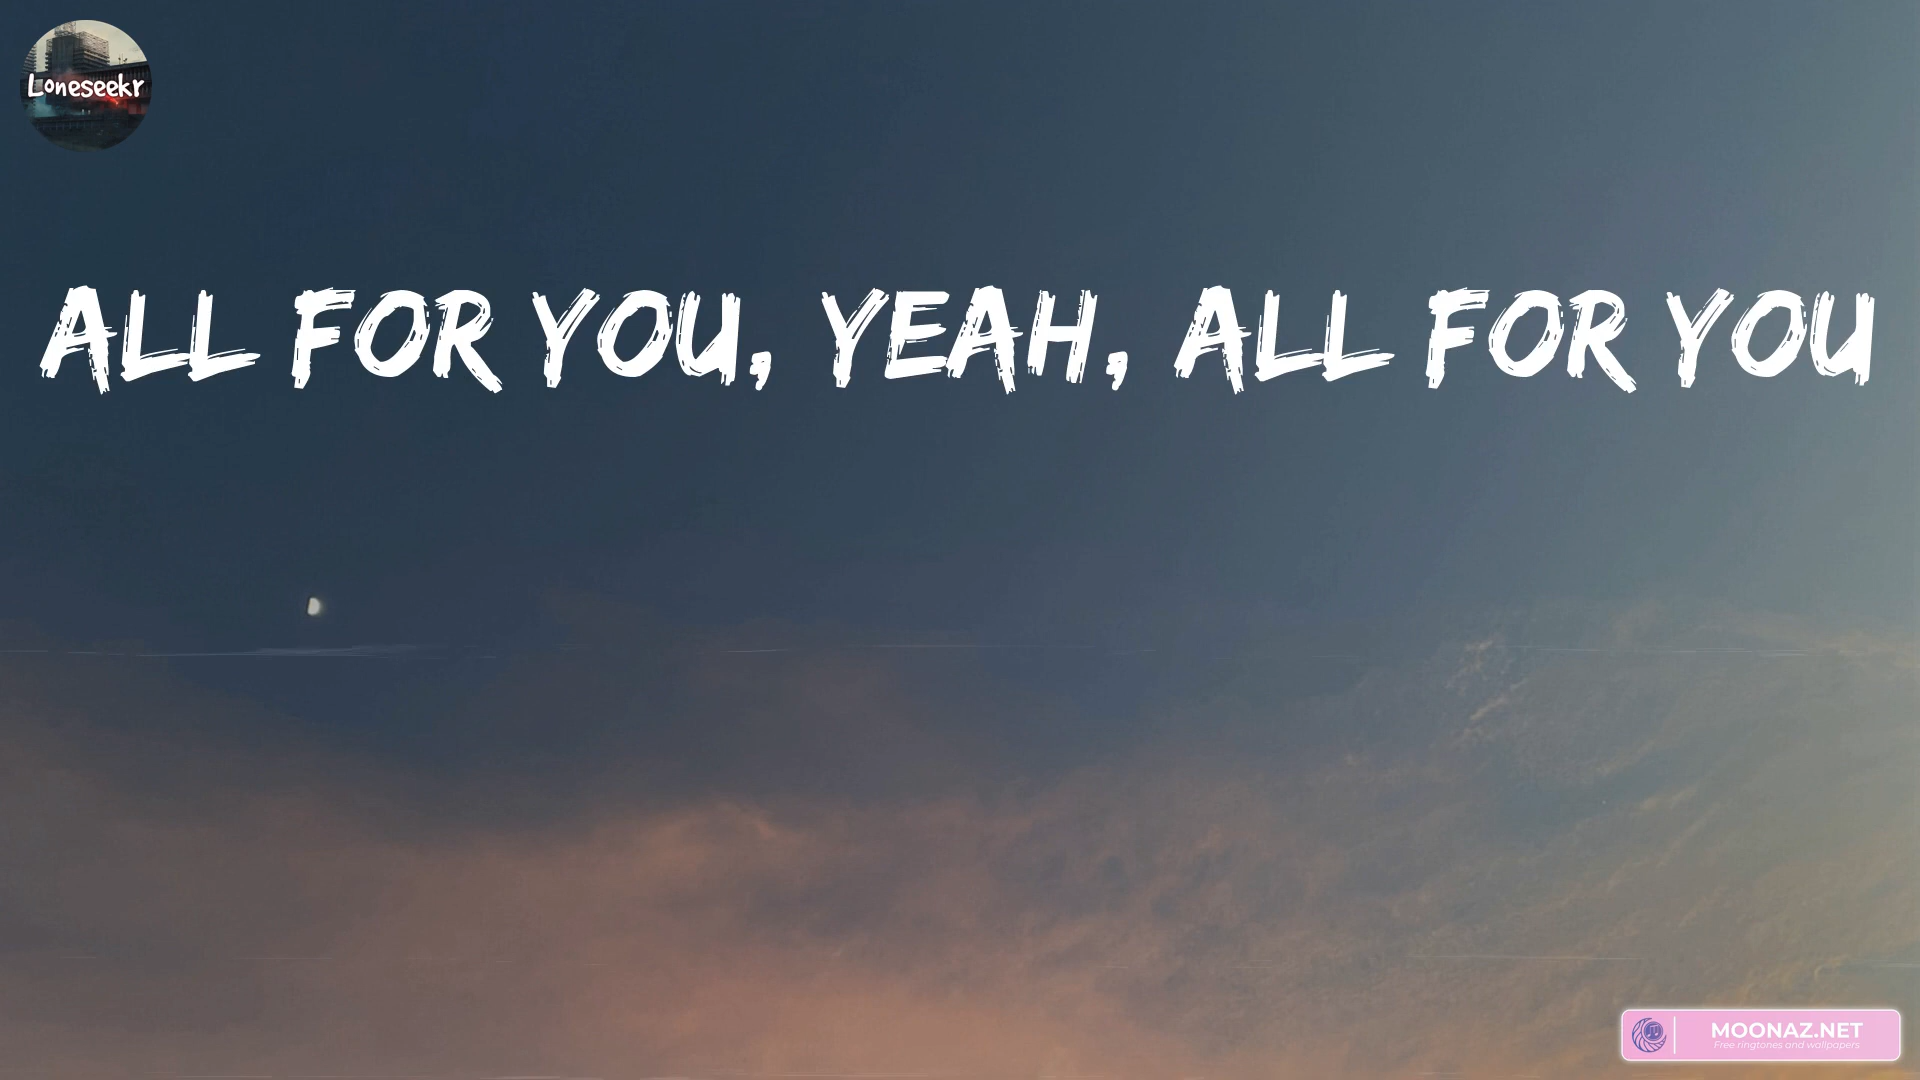 Loneseekr
ALL FOR YOU, YEAH, ALL FOR YOU
MOONAZ.NET
Free ringtones and wallpapers